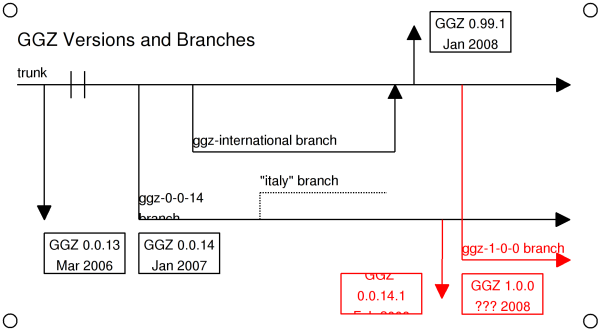 GGZ Versions and Branches
GGZ 0.99.1
Jan 2008
trunk
ggz-international branch
"italy" branch
ggz-0-0-14
branch
GGZ 0.0.13
Mar 2006
GGZ 0.0.14
Jan 2007
ggz-1-0-0 branch
GGZ
0.0.14.1
GGZ 1.0.0
??? 2008